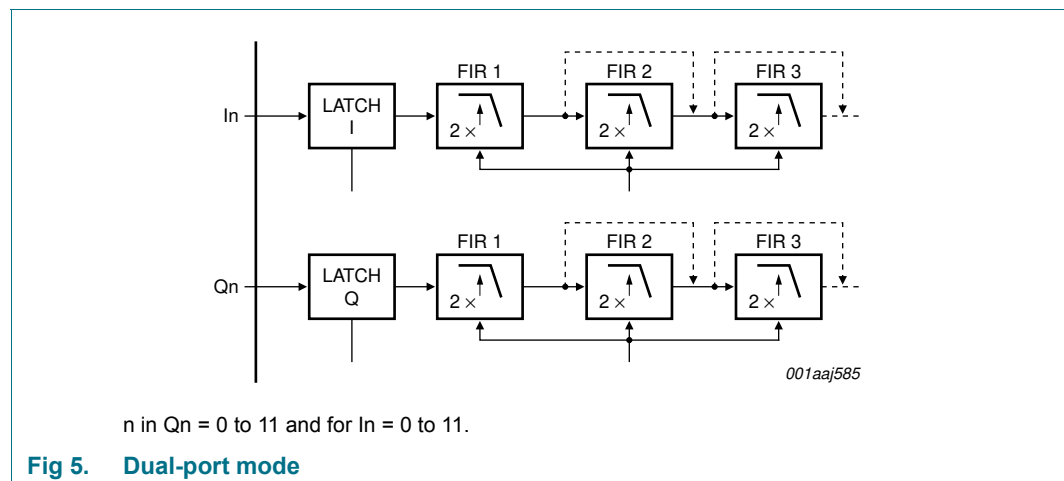 FIR 1 FIR 2 FIR 3
In
LATCH
I
2 × 2 × 2 ×
FIR 1 FIR 2 FIR 3
Qn
LATCH
Q
2 × 2 × 2 ×
001aaj585
n in Qn = 0 to 11 and for In = 0 to 11.
Fig 5. Dual-port mode